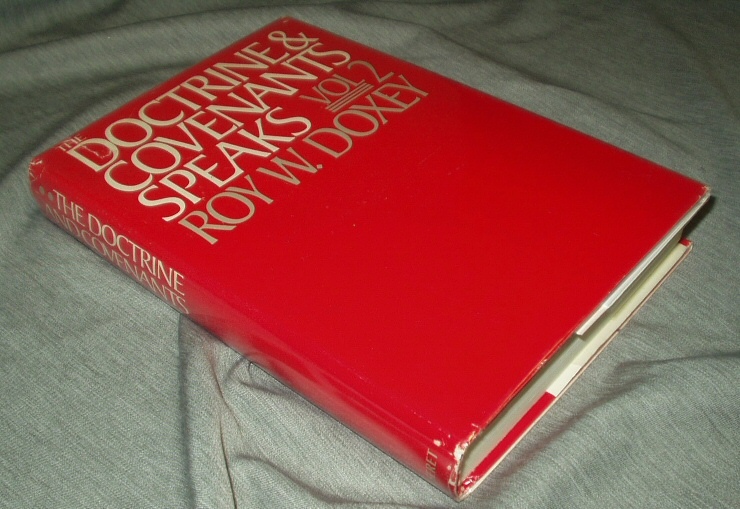 THE
DOCTRINE &
COVENANTS
SPEAKS VOL 2
ROY W. DOXEY
THE DOCTRINE
AND COVENANTS